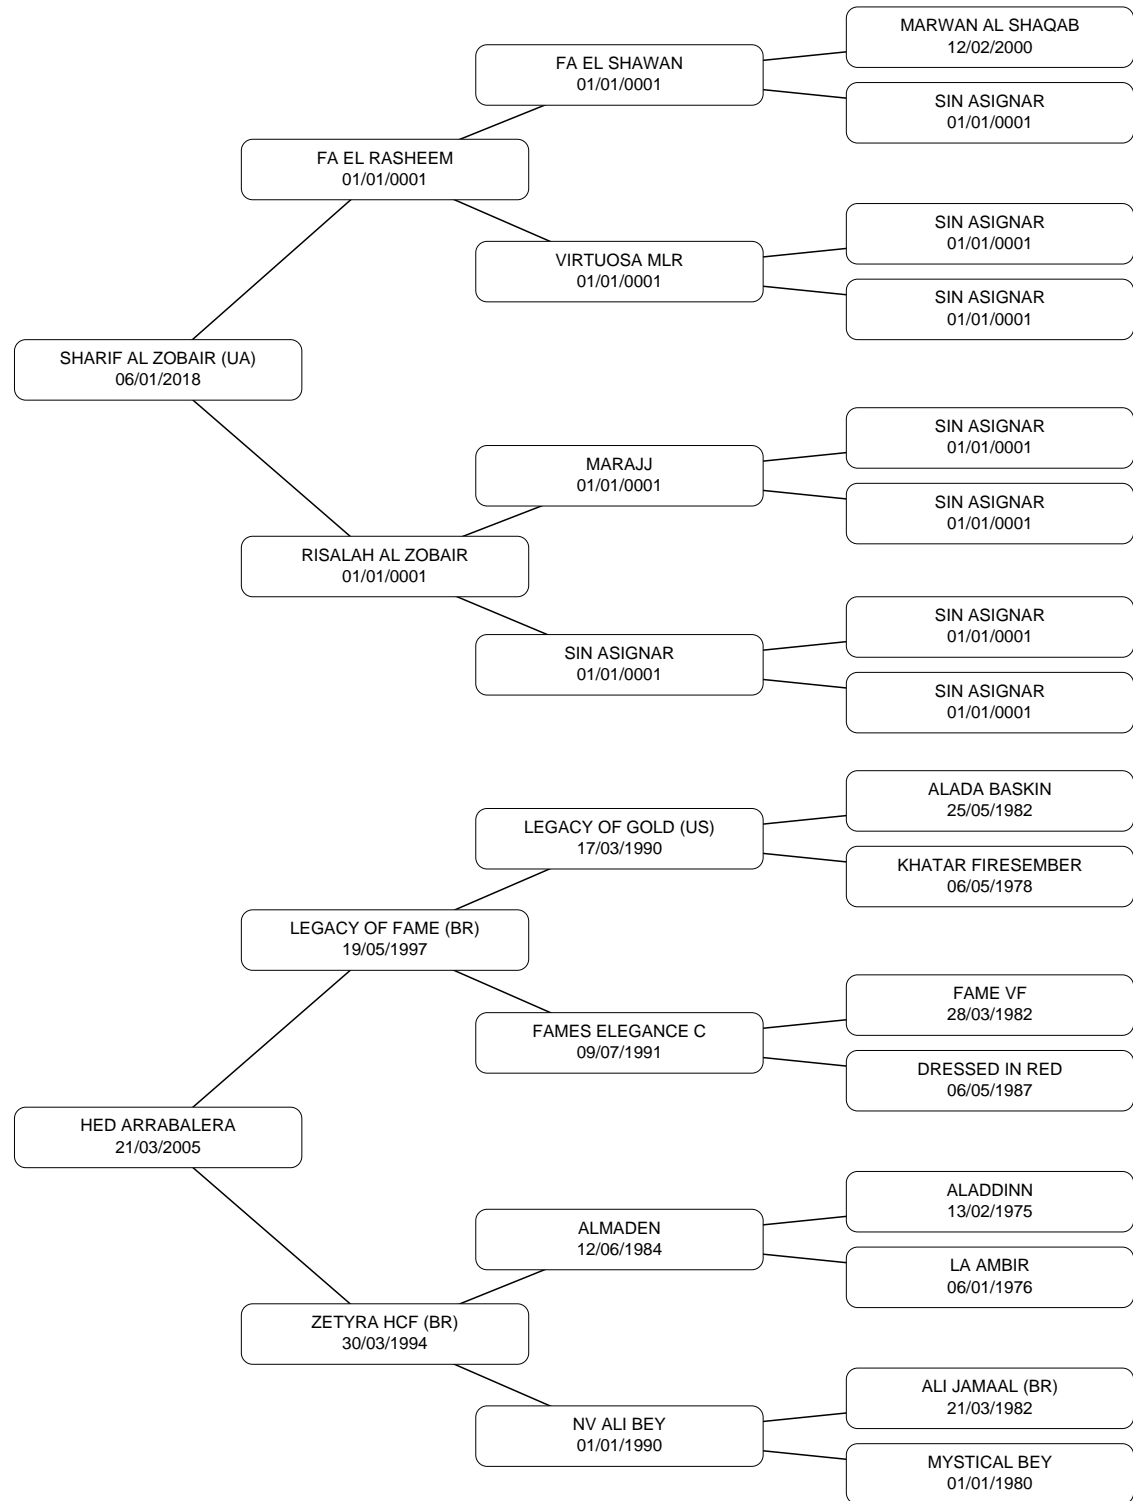 MARWAN AL SHAQAB
12/02/2000
FA EL SHAWAN
01/01/0001
SIN ASIGNAR
01/01/0001
FA EL RASHEEM
01/01/0001
SIN ASIGNAR
01/01/0001
VIRTUOSA MLR
01/01/0001
SIN ASIGNAR
01/01/0001
SHARIF AL ZOBAIR (UA)
06/01/2018
SIN ASIGNAR
01/01/0001
MARAJJ
01/01/0001
SIN ASIGNAR
01/01/0001
RISALAH AL ZOBAIR
01/01/0001
SIN ASIGNAR
01/01/0001
SIN ASIGNAR
01/01/0001
SIN ASIGNAR
01/01/0001
ALADA BASKIN
25/05/1982
LEGACY OF GOLD (US)
17/03/1990
KHATAR FIRESEMBER
06/05/1978
LEGACY OF FAME (BR)
19/05/1997
FAME VF
28/03/1982
FAMES ELEGANCE C
09/07/1991
DRESSED IN RED
06/05/1987
HED ARRABALERA
21/03/2005
ALADDINN
13/02/1975
ALMADEN
12/06/1984
LA AMBIR
06/01/1976
ZETYRA HCF (BR)
30/03/1994
ALI JAMAAL (BR)
21/03/1982
NV ALI BEY
01/01/1990
MYSTICAL BEY
01/01/1980